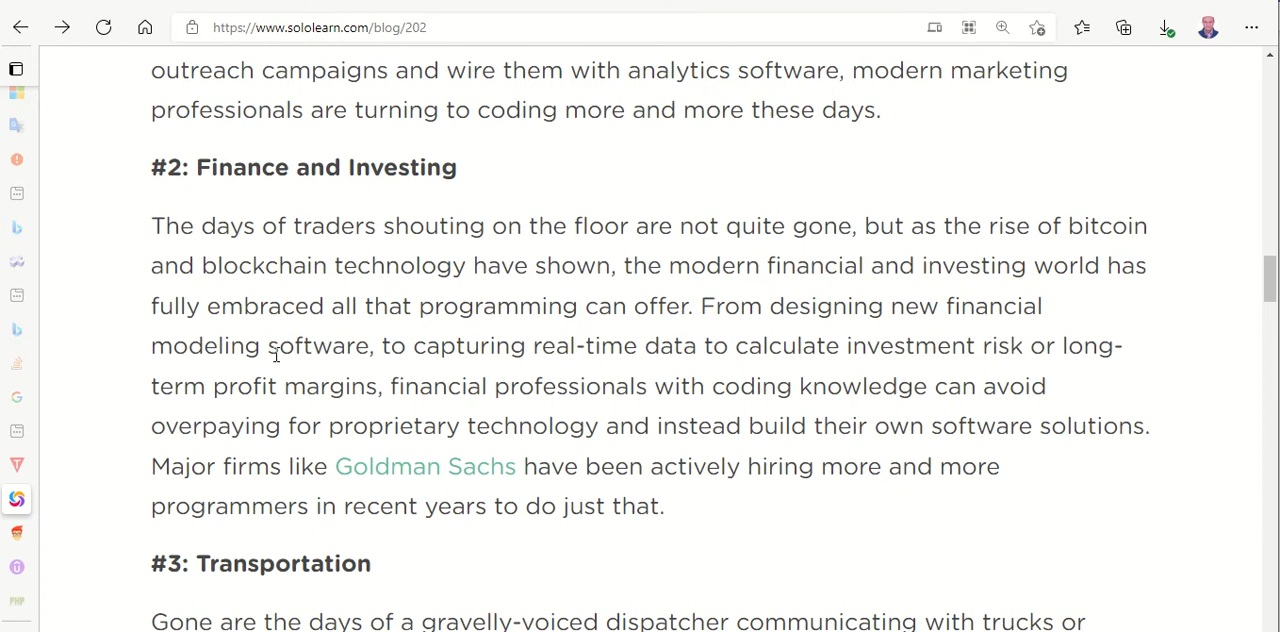 https://www.sololearn.com/blog/202
outreach campaigns and wire them with analytics software, modern marketing
professionals are turning to coding more and more these days.
#2: Finance and Investing
The days of traders shouting on the floor are not quite gone, but as the rise of bitcoin
and blockchain technology have shown, the modern financial and investing world has
fully embraced all that programming can offer. From designing new financial
modeling software, to capturing real-time data to calculate investment risk or long-
term profit margins, financial professionals with coding knowledge can avoid
overpaying for proprietary technology and instead build their own software solutions.
Major firms like Goldman Sachs have been actively hiring more and more
programmers in recent years to do just that.
#3: Transportation
Gone are the days of a gravelly-voiced dispatcher communicating with trucks or
PHP